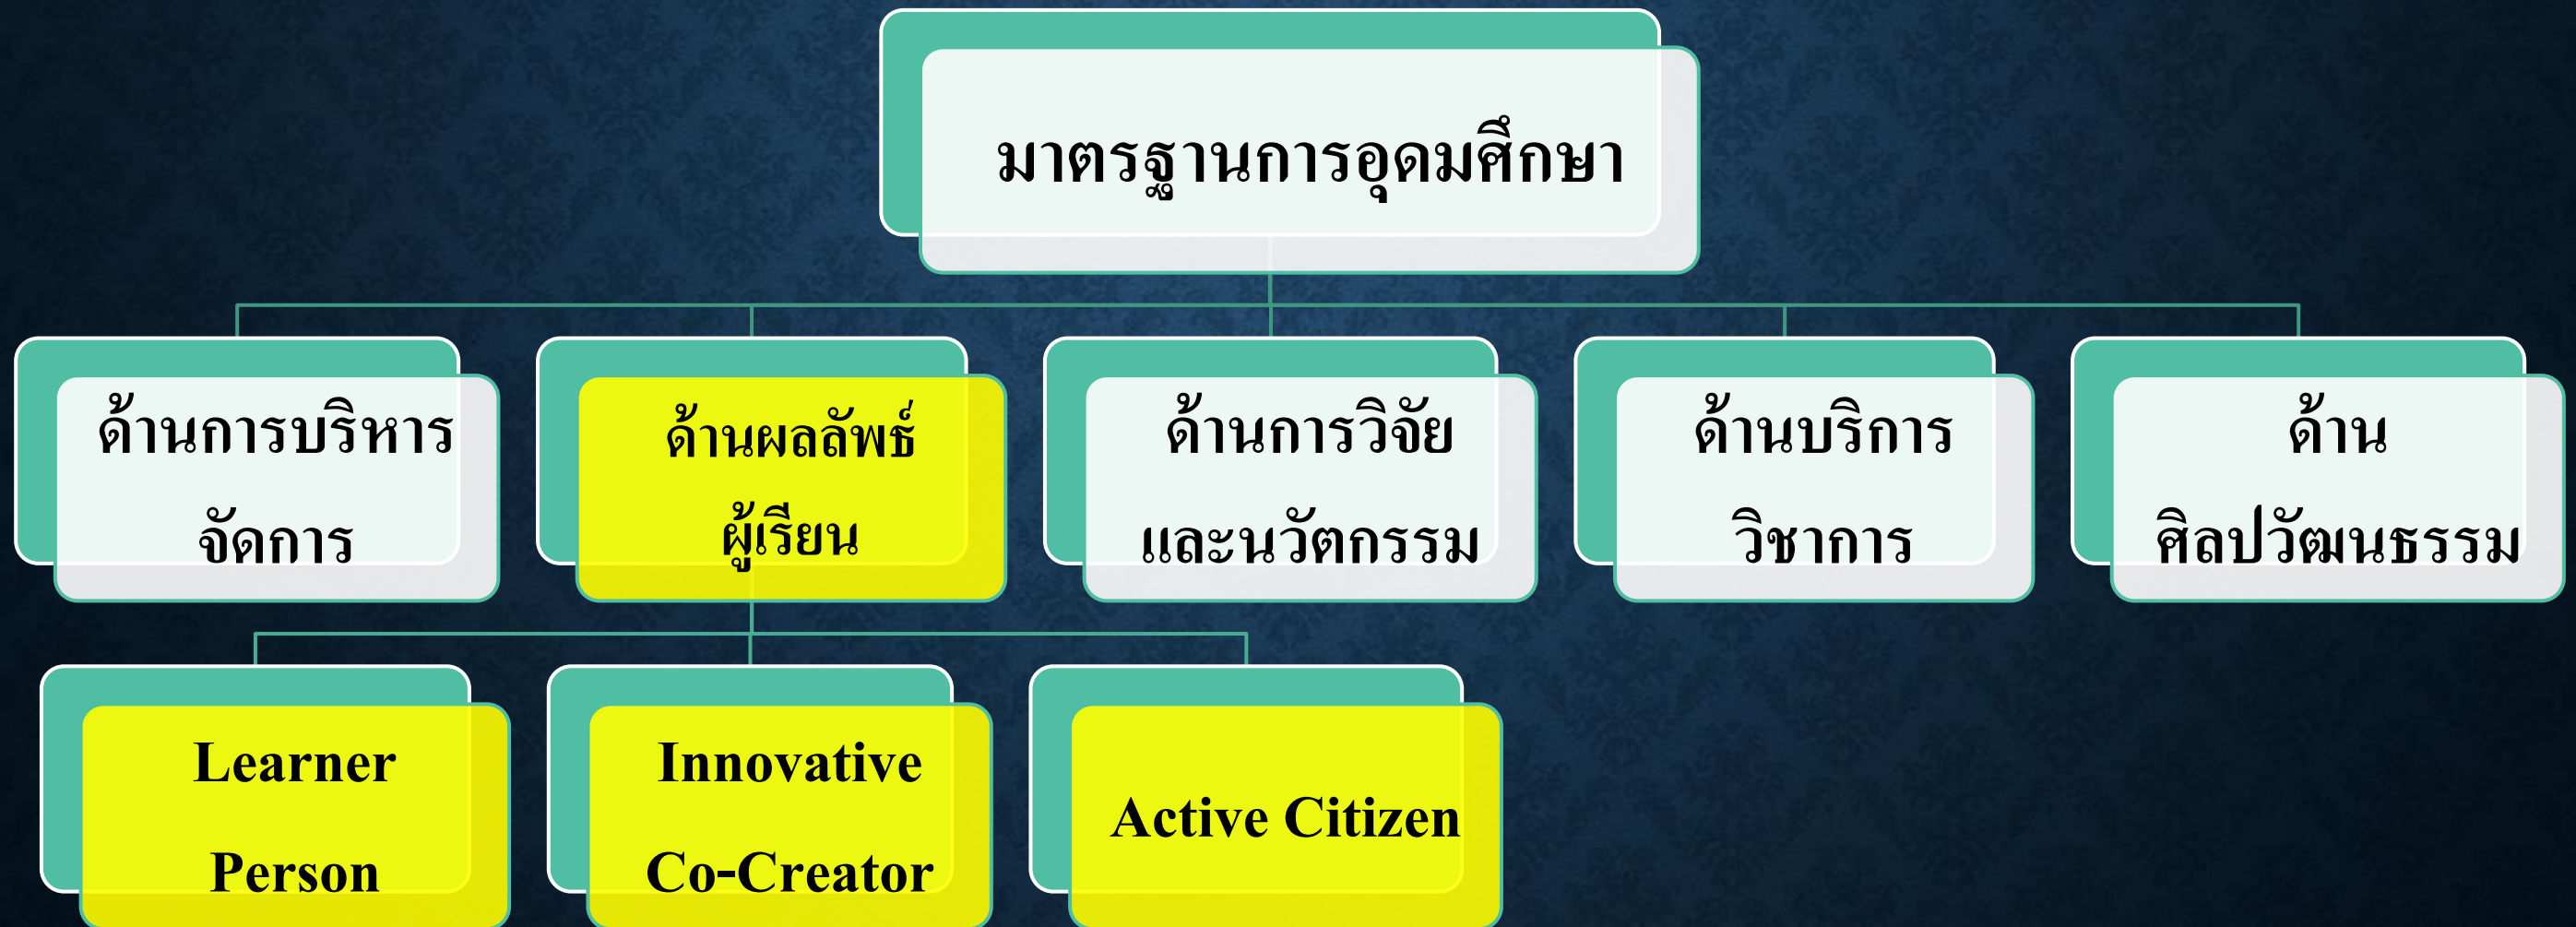 มาตรฐานการอุดมศึกษา
ด้านการบริหาร
จัดการ
ด้านผลลัพธ์
ผู้เรียน
ด้านการวิจัย
และนวัตกรรม
ด้านบริการ
วิชาการ
ด้าน
ศิลปวัฒนธรรม
Learner
Person
Innovative
Co-Creator
Active Citizen